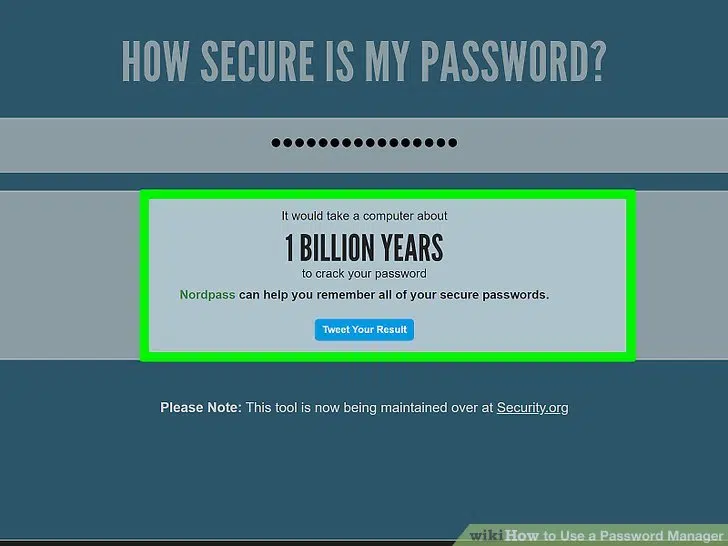 HOW SECURE IS MY PASSWORD?
••••••••••••••••
It would take a computer about
1 BILLION YEARS
to crack your password
Nordpass can help you remember all of your secure passwords.
Tweet Your Result
Please Note: This tool is now being maintained over at Security.org
wikiHow to Use a Password Manager